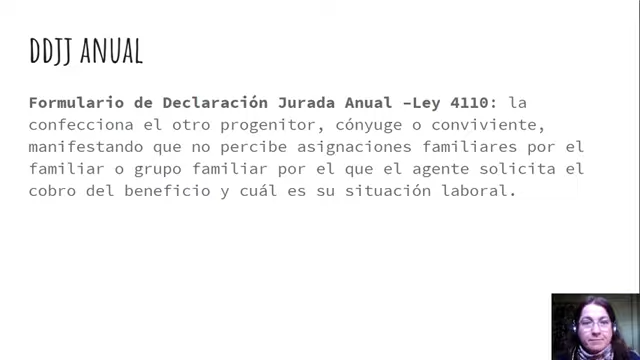 DDJJ ANUAL
Formulario de Declaración Jurada Anual –Ley 4110: la
confecciona el otro progenitor, cónyuge o conviviente,
manifestando que no percibe asignaciones familiares por el
familiar o grupo familiar por el que el agente solicita el
cobro del beneficio y cuál es su situación laboral.